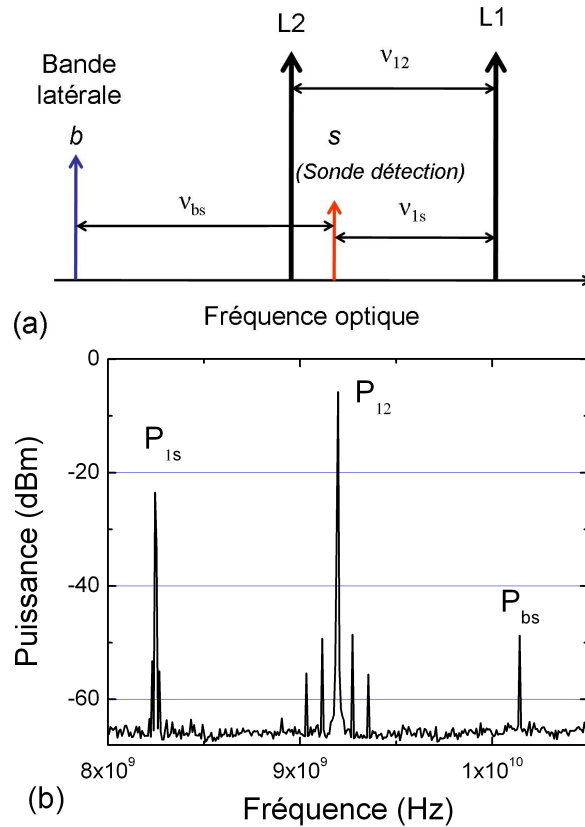 L2
L1
ν12
Bande
latérale
b
s
(Sonde détection)
νbs
ν1s
(a)
Fréquence optique
0
-20
-40
-60
Puissance (dBm)
P1s
P12
Pbs
8x10⁹
9x10⁹
1x10¹⁰
(b)
Fréquence (Hz)